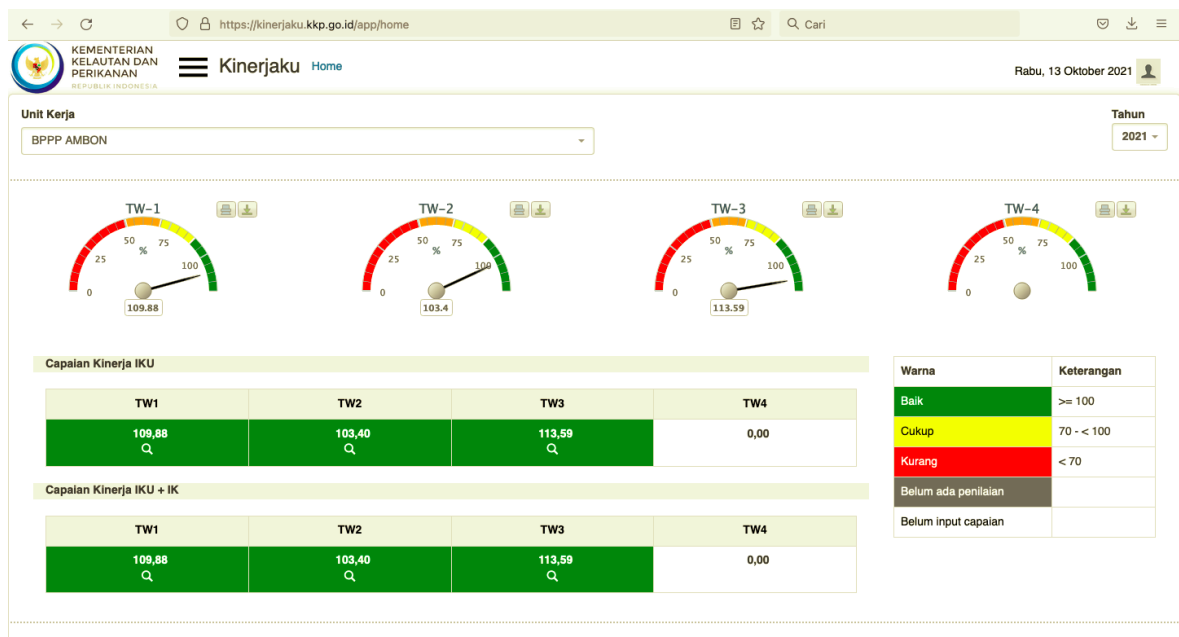 https://kinerjaku.kkp.go.id/app/home
Cari
KEMENTERIAN
KELAUTAN DAN
PERIKANAN
REPUBLIK INDONESIA
Kinerjaku Home
Rabu, 13 Oktober 2021
Unit Kerja
Tahun
BPPP AMBON
2021
TW-1
0
25
50
75
100
%
109.88
TW-2
0
25
50
75
100
%
103.4
TW-3
0
25
50
75
100
%
113.59
TW-4
0
25
50
75
100
%
Capaian Kinerja IKU
TW1 TW2 TW3 TW4
109,88 103,40 113,59 0,00
Capaian Kinerja IKU + IK
TW1 TW2 TW3 TW4
109,88 103,40 113,59 0,00
Warna Keterangan
Baik >= 100
Cukup 70 - < 100
Kurang < 70
Belum ada penilaian
Belum input capaian